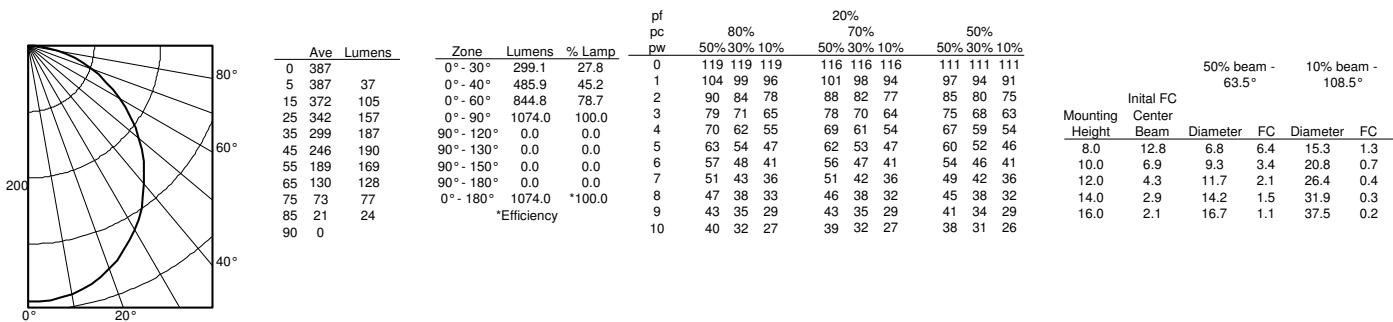 80°
60°
200
40°
0° 20°
Ave Lumens
0 387
5 387 37
15 372 105
25 342 157
35 299 187
45 246 190
55 189 169
65 130 128
75 73 77
85 21 24
90 0
Zone Lumens % Lamp
0° - 30° 299.1 27.8
0° - 40° 485.9 45.2
0° - 60° 844.8 78.7
0° - 90° 1074.0 100.0
90° - 120° 0.0 0.0
90° - 130° 0.0 0.0
90° - 150° 0.0 0.0
90° - 180° 0.0 0.0
0° - 180° 1074.0 *100.0
*Efficiency
pf 20%
pc 80% 70% 50%
pw 50% 30% 10% 50% 30% 10% 50% 30% 10%
0 119 119 119 116 116 116 111 111 111
1 104 99 96 101 98 94 97 94 91
2 90 84 78 88 82 77 85 80 75
3 79 71 65 78 70 64 75 68 63
4 70 62 55 69 61 54 67 59 54
5 63 54 47 62 53 47 60 52 46
6 57 48 41 56 47 41 54 46 41
7 51 43 36 51 42 36 49 42 36
8 47 38 33 46 38 32 45 38 32
9 43 35 29 43 35 29 41 34 29
10 40 32 27 39 32 27 38 31 26
50% beam - 10% beam -
63.5° 108.5°
Inital FC
Mounting Center
Height Beam Diameter FC Diameter FC
8.0 12.8 6.8 6.4 15.3 1.3
10.0 6.9 9.3 3.4 20.8 0.7
12.0 4.3 11.7 2.1 26.4 0.4
14.0 2.9 14.2 1.5 31.9 0.3
16.0 2.1 16.7 1.1 37.5 0.2